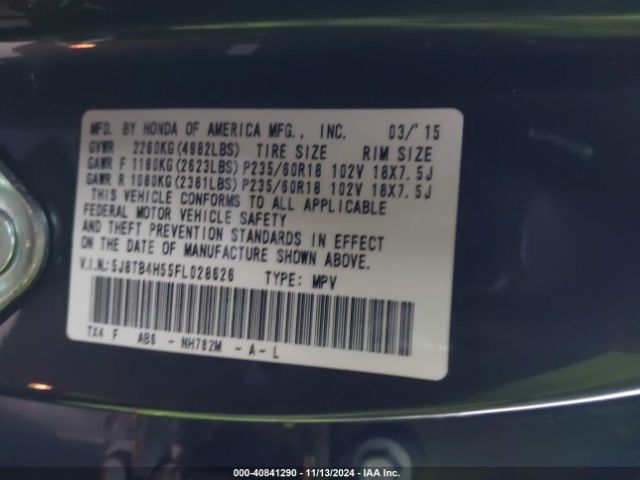 MFD. BY HONDA OF AMERICA MFG., INC. 03/'15
GVWR 2260KG(4982LBS) TIRE SIZE RIM SIZE
GAWR F 1190KG(2623LBS)P235/60R18 102V 18X7.5J
GAWR R 1080KG(2381LBS)P235/60R18 102V 18X7.5J
THIS VEHICLE CONFORMS TO ALL APPLICABLE
FEDERAL MOTOR VEHICLE SAFETY
AND THEFT PREVENTION STANDARDS IN EFFECT
ON THE DATE OF MANUFACTURE SHOWN ABOVE.
V.I.N:5J8TB4H55FL028626 TYPE: MPV
TX4 F AB6 - NH782M - A - L
000-40841290 - 11/13/2024 - IAA Inc.